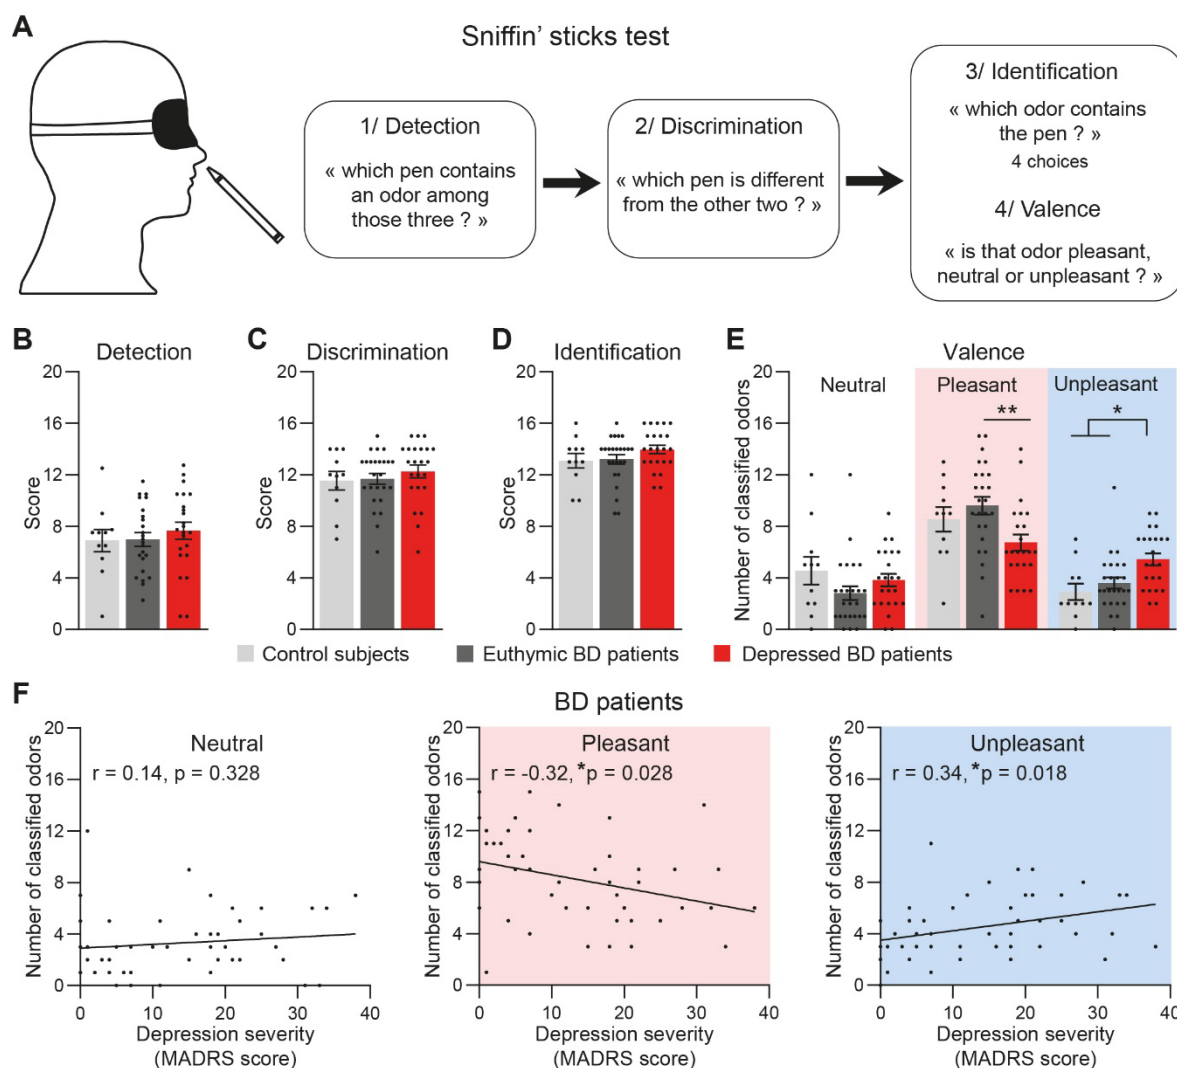 A
Sniffin' sticks test
1/ Detection
« which pen contains
an odor among
those three ? »
2/ Discrimination
« which pen is different
from the other two ? »
3/ Identification
« which odor contains
the pen ? »
4 choices
4/ Valence
« is that odor pleasant,
neutral or unpleasant ? »
B
Detection
Score
20
16
12
8
4
0
C
Discrimination
Score
20
16
12
8
4
0
D
Identification
Score
20
16
12
8
4
0
E
Valence
Number of classified odors
20
16
12
8
4
0
Neutral
Pleasant
**
Unpleasant
*
Control subjects
Euthymic BD patients
Depressed BD patients
F
BD patients
Neutral
r = 0.14, p = 0.328
Number of classified odors
20
16
12
8
4
0
0 10 20 30 40
Depression severity
(MADRS score)
Pleasant
r = -0.32, *p = 0.028
Number of classified odors
20
16
12
8
4
0
0 10 20 30 40
Depression severity
(MADRS score)
Unpleasant
r = 0.34, *p = 0.018
Number of classified odors
20
16
12
8
4
0
0 10 20 30 40
Depression severity
(MADRS score)